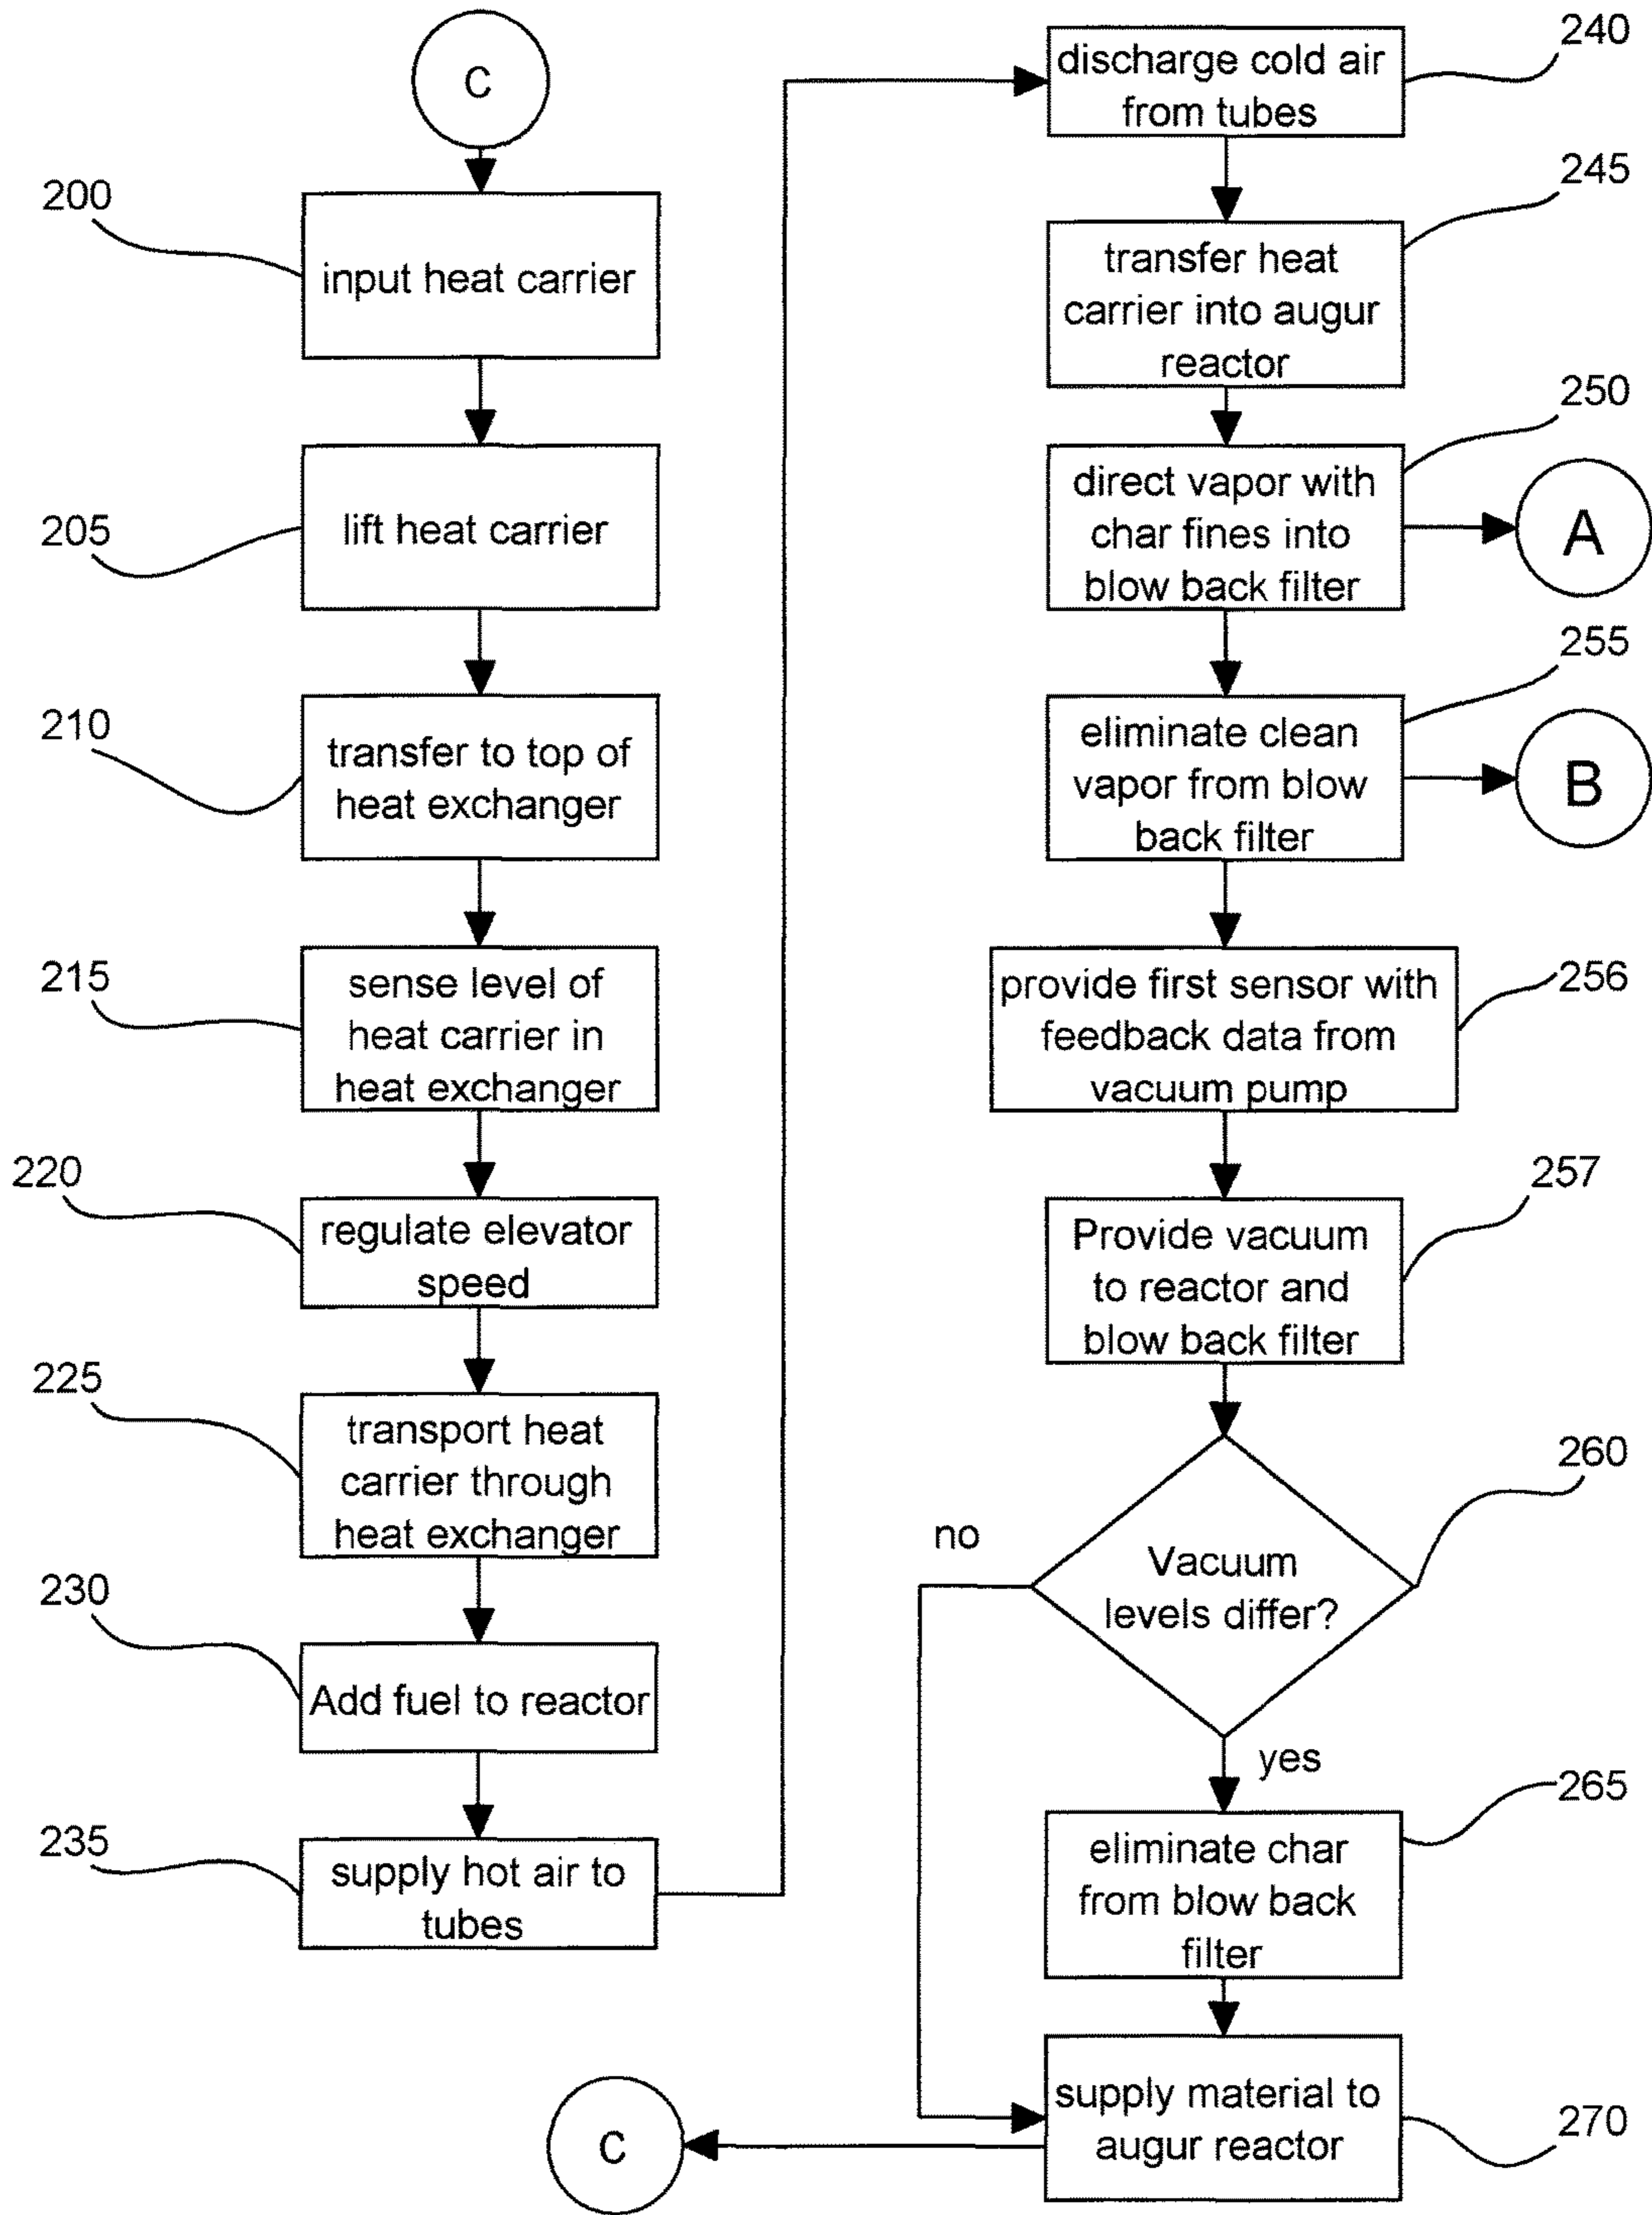 C
200
input heat carrier
205
lift heat carrier
210
transfer to top of
heat exchanger
215
sense level of
heat carrier in
heat exchanger
220
regulate elevator
speed
225
transport heat
carrier through
heat exchanger
230
Add fuel to reactor
235
supply hot air to
tubes
240
discharge cold air
from tubes
245
transfer heat
carrier into augur
reactor
250
direct vapor with
char fines into
blow back filter
A
255
eliminate clean
vapor from blow
back filter
B
256
provide first sensor with
feedback data from
vacuum pump
257
Provide vacuum
to reactor and
blow back filter
260
Vacuum
levels differ?
no
yes
265
eliminate char
from blow back
filter
270
supply material to
augur reactor
C